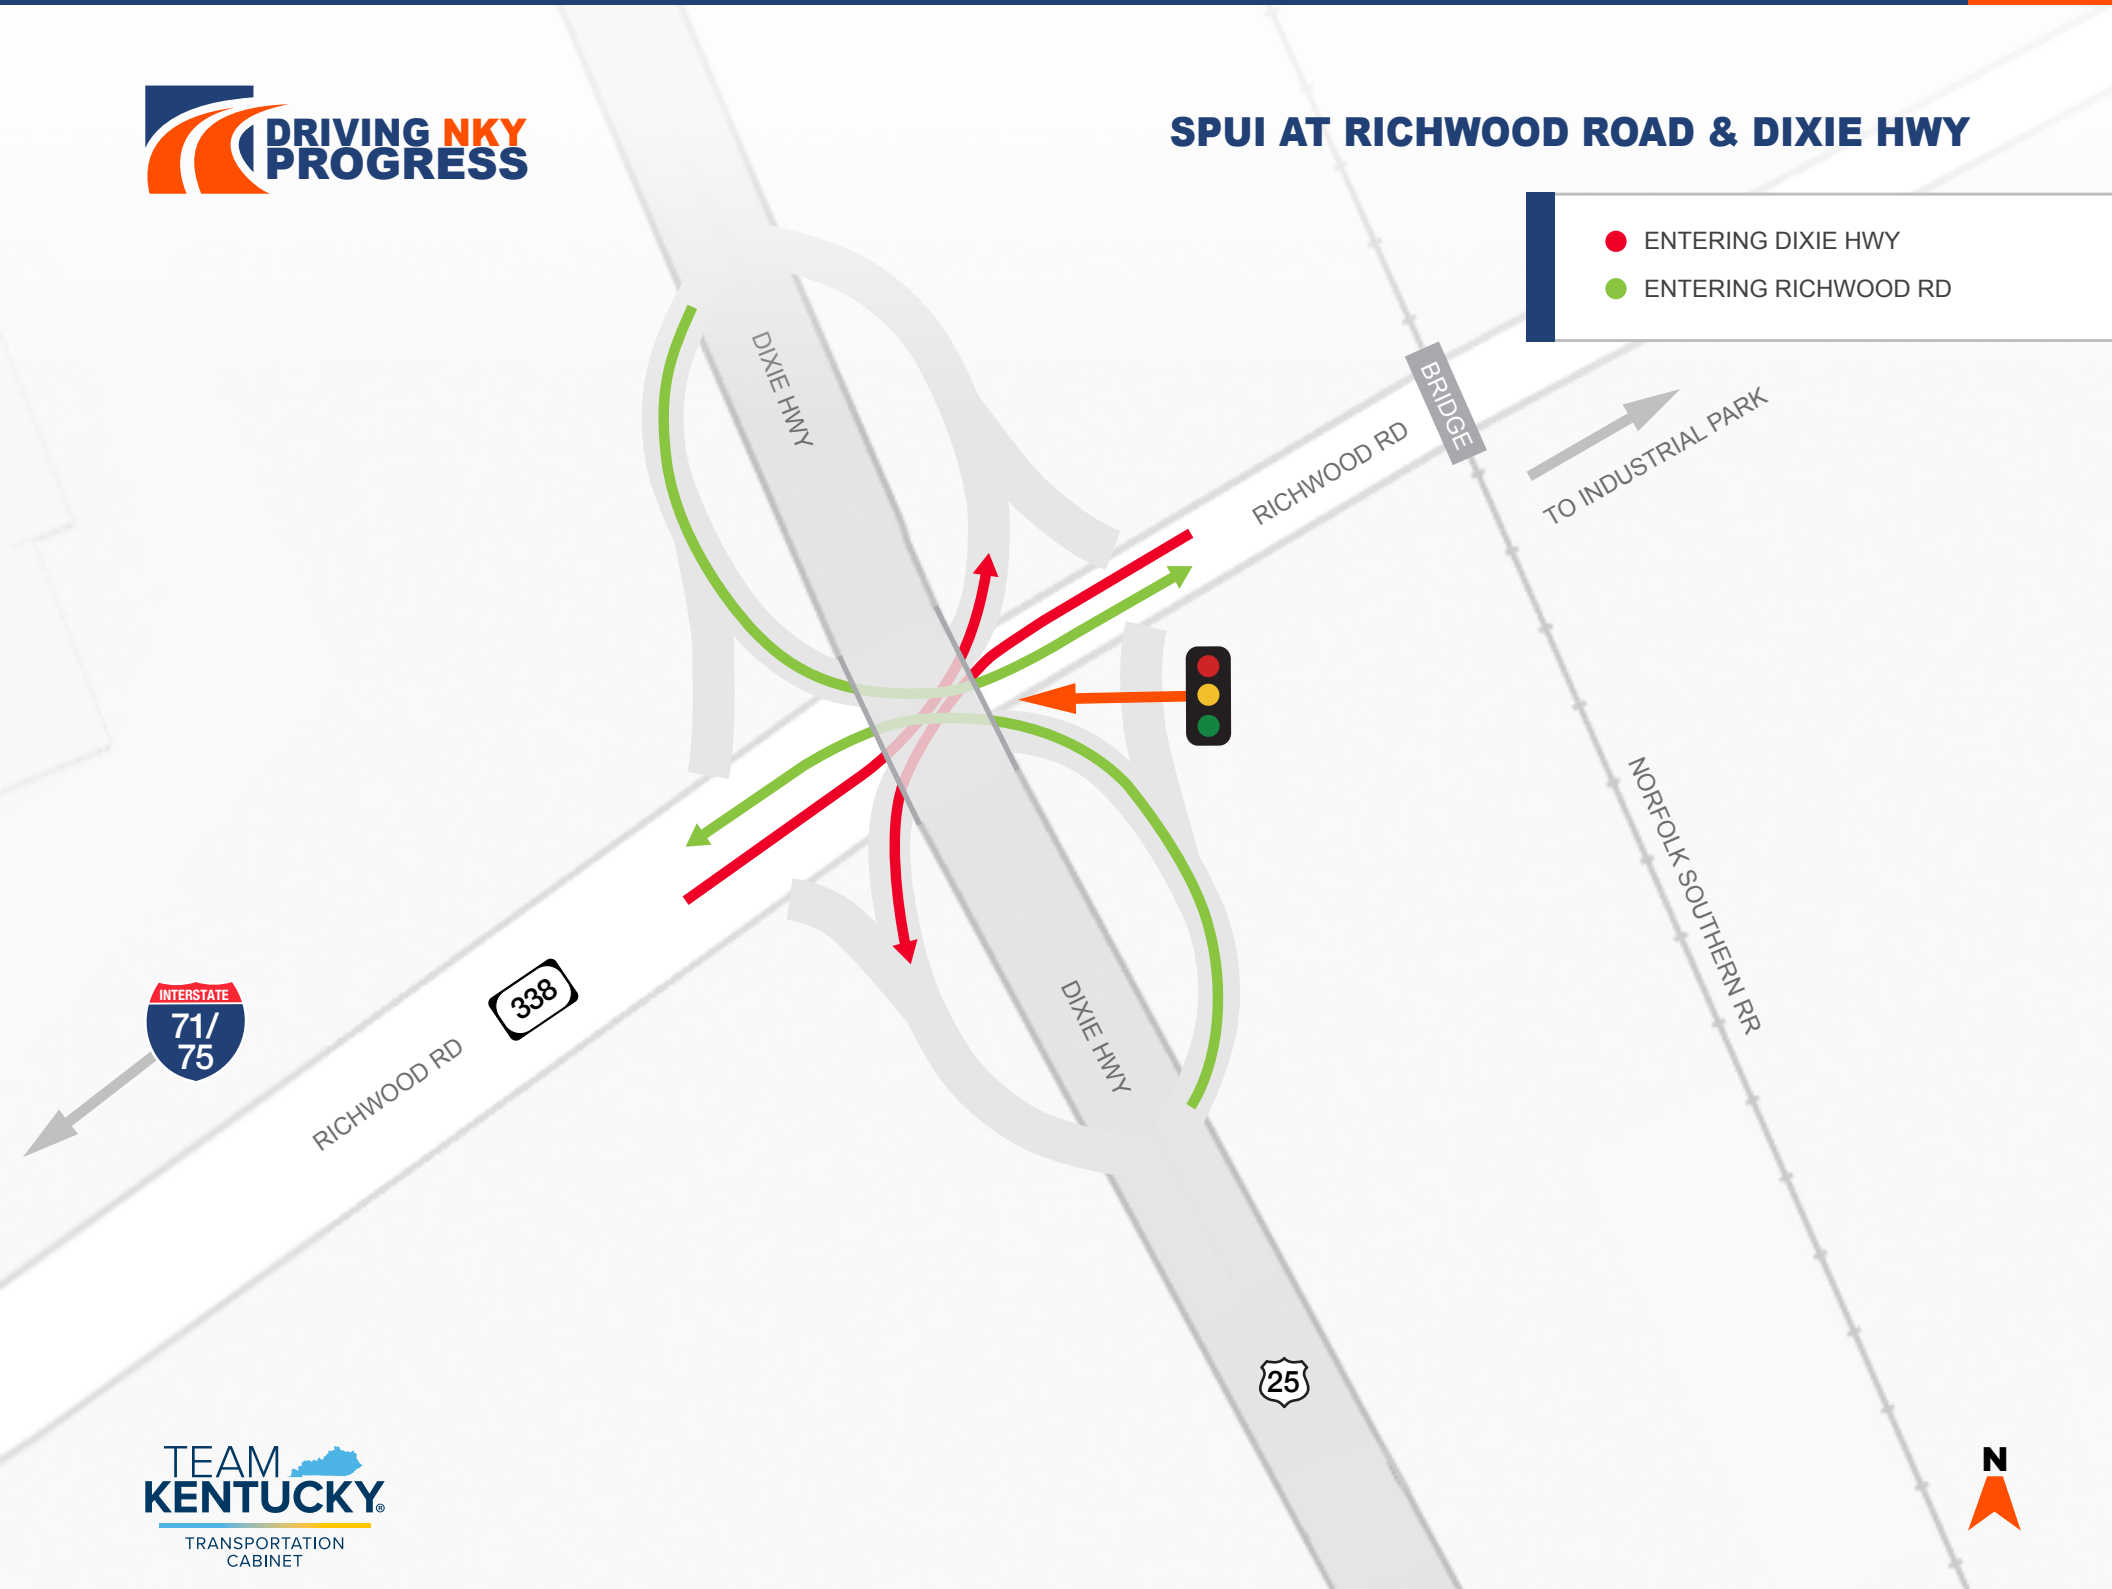 DRIVING NKY
PROGRESS
SPUI AT RICHWOOD ROAD & DIXIE HWY
ENTERING DIXIE HWY
ENTERING RICHWOOD RD
DIXIE HWY
BRIDGE
RICHWOOD RD
TO INDUSTRIAL PARK
NORFOLK SOUTHERN RR
338
INTERSTATE
71/
75
RICHWOOD RD
DIXIE HWY
25
TEAM
KENTUCKY®
TRANSPORTATION
CABINET
N